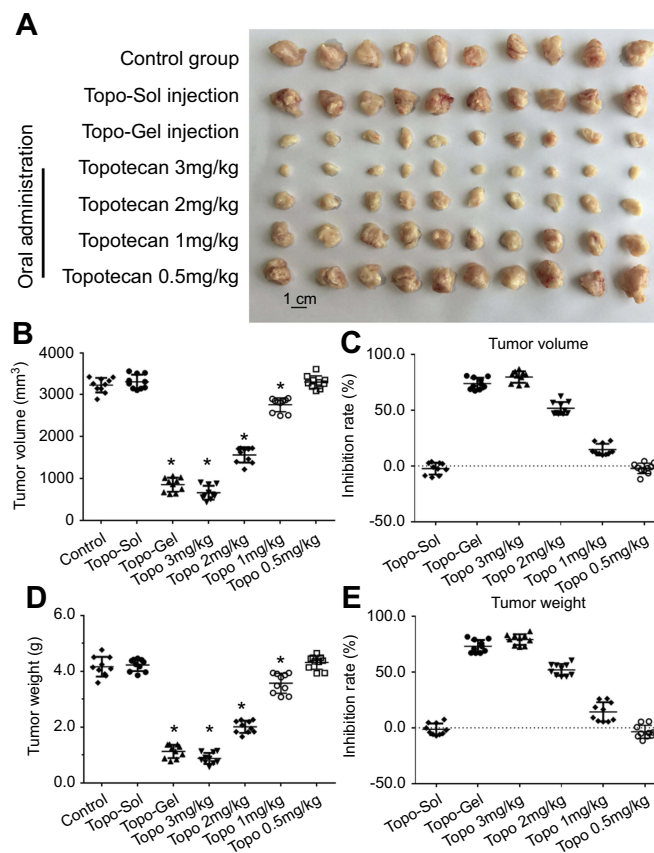 A
Control group
Topo-Sol injection
Topo-Gel injection
Topotecan 3mg/kg
Topotecan 2mg/kg
Topotecan 1mg/kg
Topotecan 0.5mg/kg
Oral administration
1 cm
B
Tumor volume (mm³)
4000
3000
2000
1000
0
* * * *
Control
Topo-Sol
Topo-Gel
Topo 3mg/kg
Topo 2mg/kg
Topo 1mg/kg
Topo 0.5mg/kg
C
Tumor volume
Inhibition rate (%)
100.0
50.0
0.0
-50.0
Topo-Sol
Topo-Gel
Topo 3mg/kg
Topo 2mg/kg
Topo 1mg/kg
Topo 0.5mg/kg
D
Tumor weight (g)
6.0
4.0
2.0
0.0
* * * *
Control
Topo-Sol
Topo-Gel
Topo 3mg/kg
Topo 2mg/kg
Topo 1mg/kg
Topo 0.5mg/kg
E
Tumor weight
Inhibition rate (%)
100.0
50.0
0.0
-50.0
Topo-Sol
Topo-Gel
Topo 3mg/kg
Topo 2mg/kg
Topo 1mg/kg
Topo 0.5mg/kg